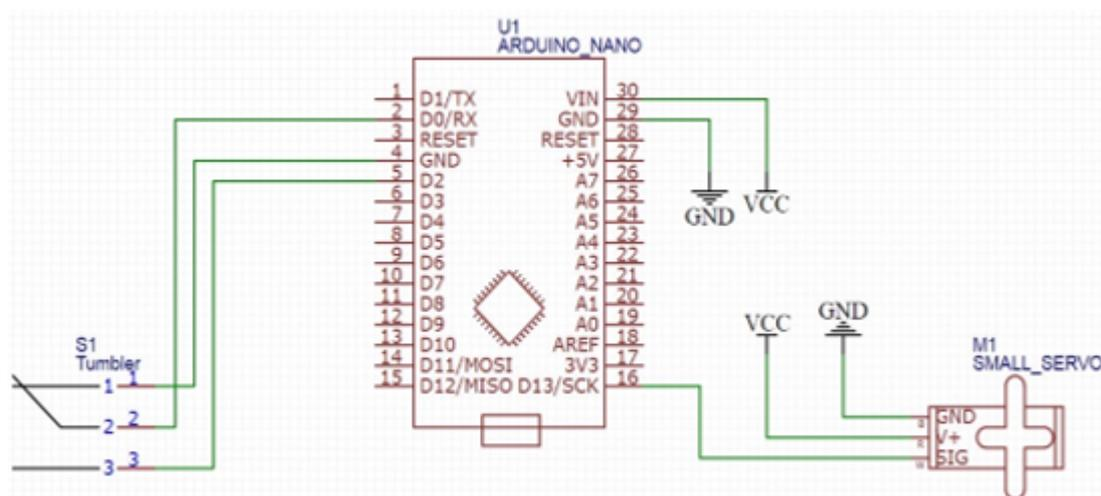 U1
ARDUINO_NANO
1 D1/TX VIN 30
2 D0/RX GND 29
3 RESET RESET 28
4 GND +5V 27
5 D2 A7 26
6 D3 A6 25
7 D4 A5 24
8 D5 A4 23
9 D6 A3 22
10 D7 A2 21
11 D8 A1 20
12 D9 A0 19
13 D10 AREF 18
14 D11/MOSI 3V3 17
15 D12/MISO D13/SCK 16
GND VCC
VCC GND
S1
Tumbler
1 1
2 2
3 3
M1
SMALL_SERVO
GND
R V+
W SIG